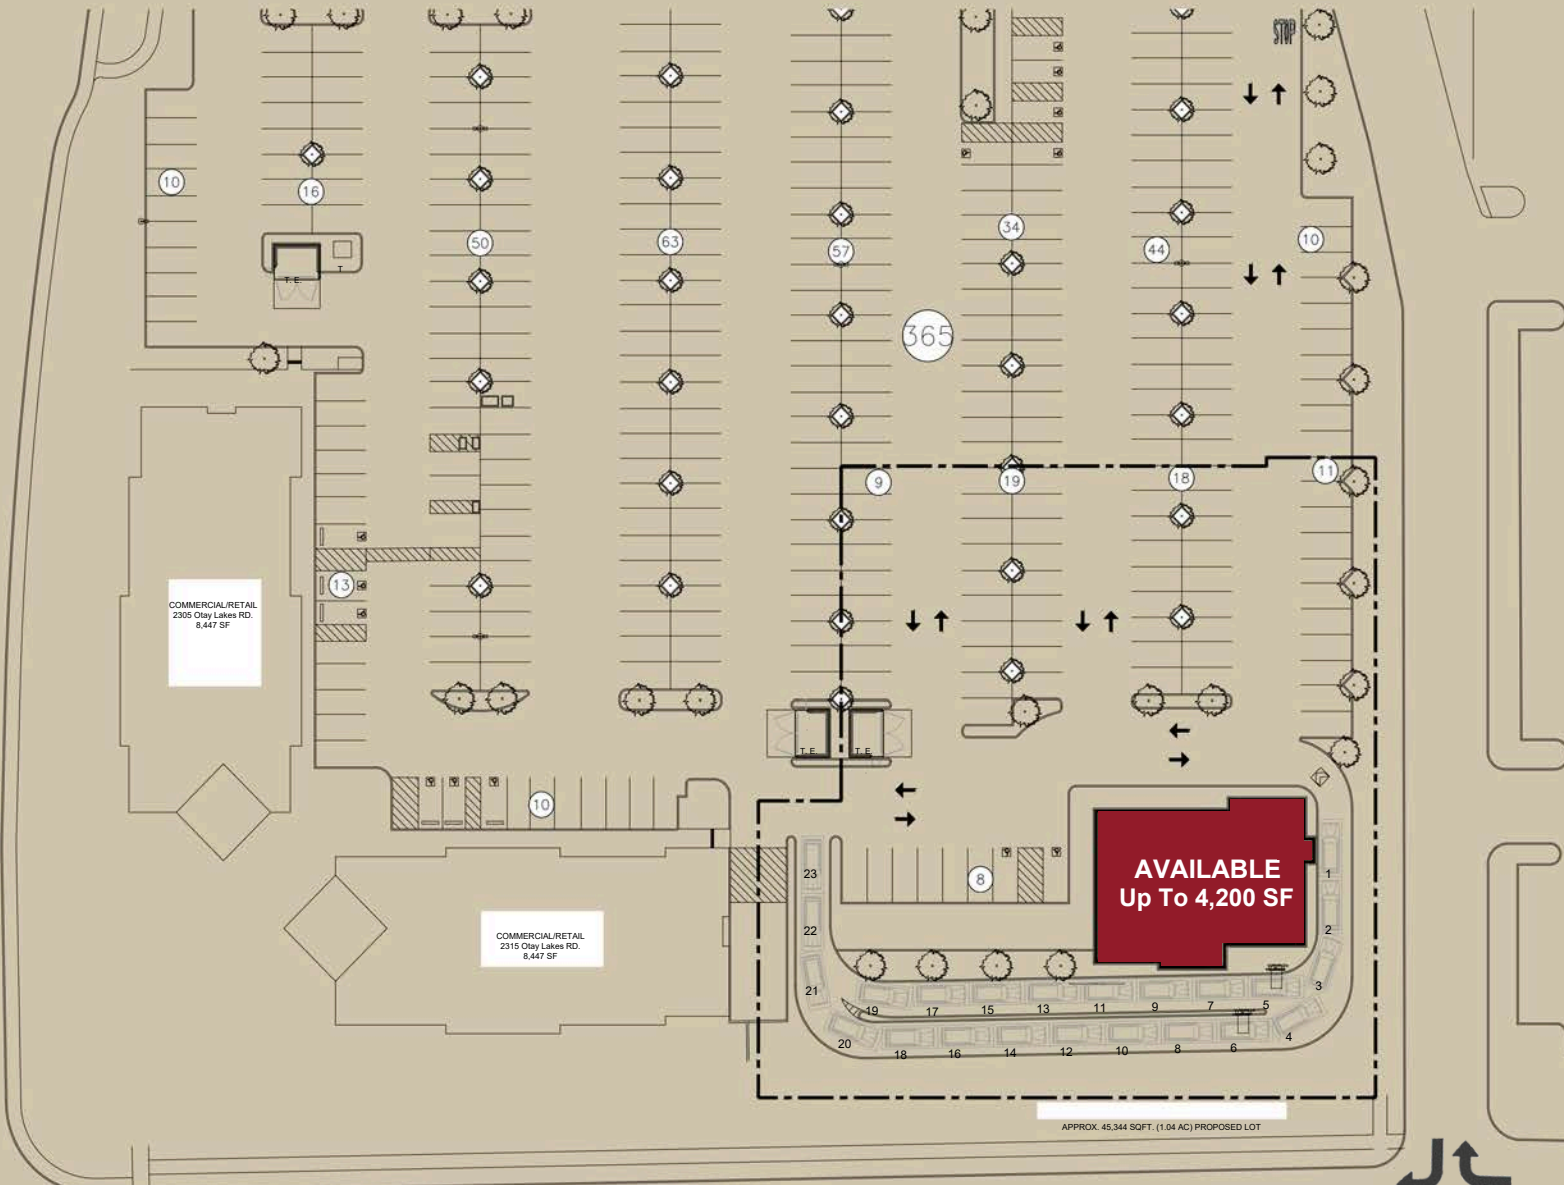 STOP
10
16
50
63
57
34
44
10
T
T. E.
365
9
19
18
11
13
COMMERCIAL/RETAIL
2305 Otay Lakes RD.
8,447 SF
T. E.
T. E.
10
8
AVAILABLE
Up To 4,200 SF
COMMERCIAL/RETAIL
2315 Otay Lakes RD.
8,447 SF
23
22
21
20
19
18
17
16
15
14
13
12
11
10
9
8
7
6
5
4
3
2
1
APPROX. 45,344 SQFT. (1.04 AC) PROPOSED LOT